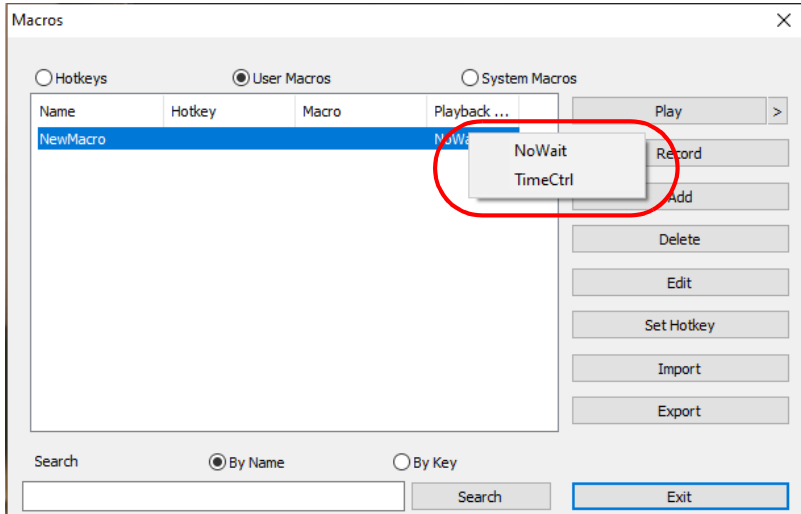 Macros
Hotkeys User Macros System Macros
Name Hotkey Macro Playback ... Play >
NewMacro NoWa
NoWait Record
TimeCtrl Add
Delete
Edit
Set Hotkey
Import
Export
Search By Name By Key
Search Exit